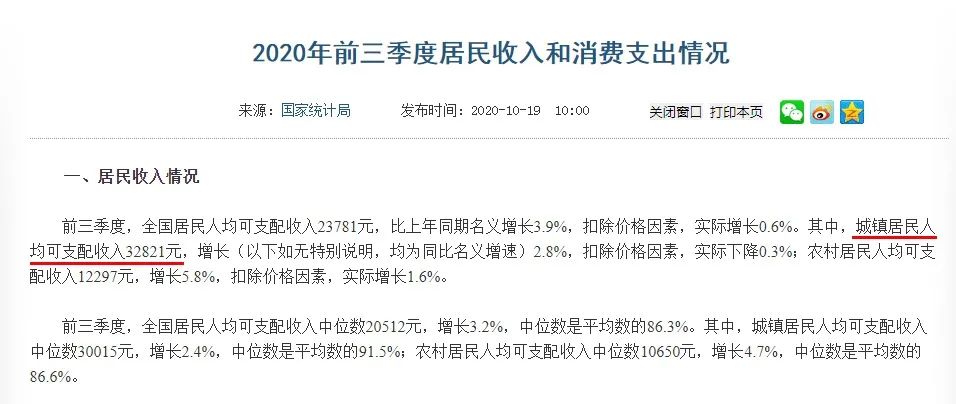 2020年前三季度居民收入和消费支出情况
来源：国家统计局 发布时间：2020-10-19 10:00 关闭窗口 打印本页
一、居民收入情况
前三季度，全国居民人均可支配收入23781元，比上年同期名义增长3.9%，扣除价格因素，实际增长0.6%。其中，城镇居民人
均可支配收入32821元，增长（以下如无特别说明，均为同比名义增速）2.8%，扣除价格因素，实际下降0.3%；农村居民人均可支
配收入12297元，增长5.8%，扣除价格因素，实际增长1.6%。
前三季度，全国居民人均可支配收入中位数20512元，增长3.2%，中位数是平均数的86.3%。其中，城镇居民人均可支配收入
中位数30015元，增长2.4%，中位数是平均数的91.5%；农村居民人均可支配收入中位数10650元，增长4.7%，中位数是平均数的
86.6%。